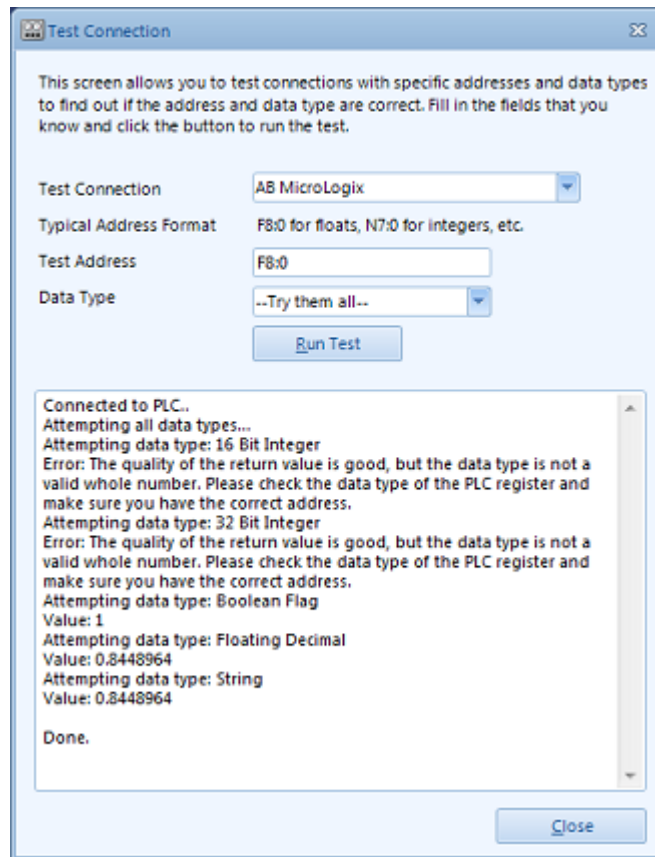 Test Connection
This screen allows you to test connections with specific addresses and data types
to find out if the address and data type are correct. Fill in the fields that you
know and click the button to run the test.
Test Connection AB MicroLogix
Typical Address Format F8:0 for floats, N7:0 for integers, etc.
Test Address F8:0
Data Type --Try them all--
Run Test
Connected to PLC..
Attempting all data types...
Attempting data type: 16 Bit Integer
Error: The quality of the return value is good, but the data type is not a
valid whole number. Please check the data type of the PLC register and
make sure you have the correct address.
Attempting data type: 32 Bit Integer
Error: The quality of the return value is good, but the data type is not a
valid whole number. Please check the data type of the PLC register and
make sure you have the correct address.
Attempting data type: Boolean Flag
Value: 1
Attempting data type: Floating Decimal
Value: 0.8448964
Attempting data type: String
Value: 0.8448964
Done.
Close